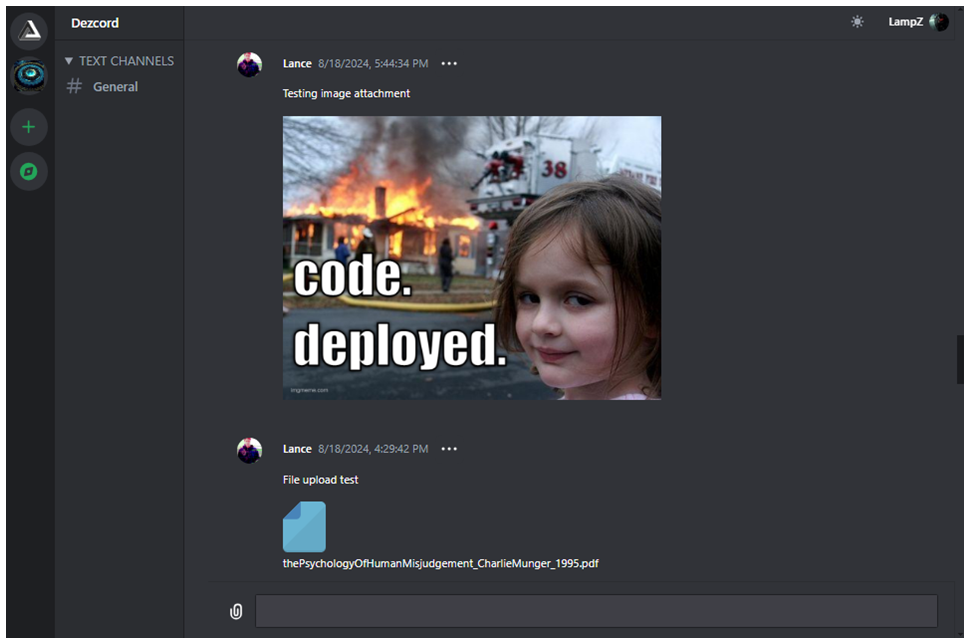 Dezcord
LampZ
TEXT CHANNELS
# General
Lance 8/18/2024, 5:44:34 PM
Testing image attachment
38
code.
deployed.
imgmeme.com
Lance 8/18/2024, 4:29:42 PM
File upload test
thePsychologyOfHumanMisjudgement_CharlieMunger_1995.pdf